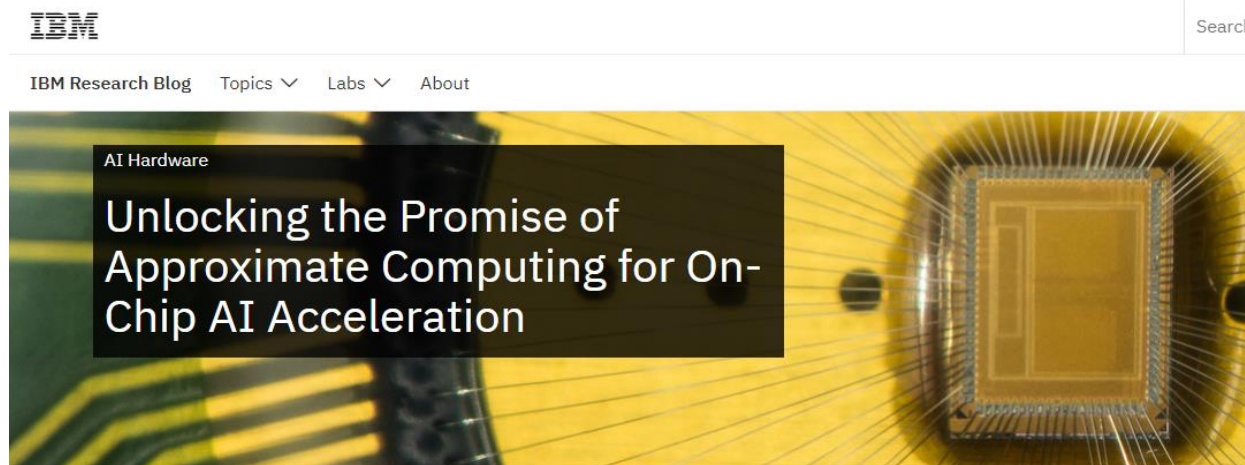 IBM
Search
IBM Research Blog Topics Labs About
AI Hardware
Unlocking the Promise of
Approximate Computing for On-
Chip AI Acceleration